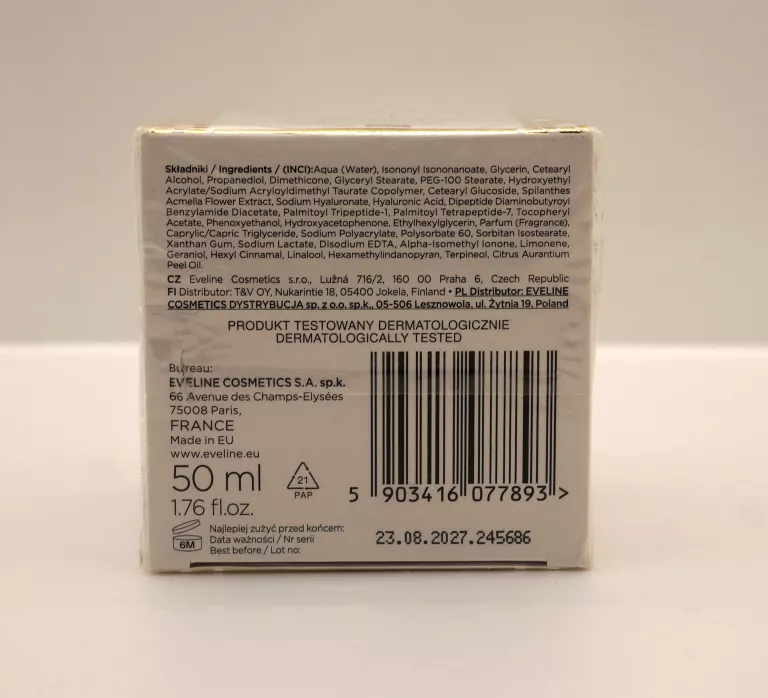 Składniki / Ingredients / (INCI):Aqua (Water), Isononyl Isononanoate, Glycerin, Cetearyl
Alcohol, Propanediol, Dimethicone, Glyceryl Stearate, PEG-100 Stearate, Hydroxyethyl
Acrylate/Sodium Acryloyldimethyl Taurate Copolymer, Cetearyl Glucoside, Spilanthes
Acmella Flower Extract, Sodium Hyaluronate, Hyaluronic Acid, Dipeptide Diaminobutyroyl
Benzylamide Diacetate, Palmitoyl Tripeptide-1, Palmitoyl Tetrapeptide-7, Tocopheryl
Acetate, Phenoxyethanol, Hydroxyacetophenone, Ethylhexylglycerin, Parfum (Fragrance),
Caprylic/Capric Triglyceride, Sodium Polyacrylate, Polysorbate 60, Sorbitan Isostearate,
Xanthan Gum, Sodium Lactate, Disodium EDTA, Alpha-Isomethyl Ionone, Limonene,
Geraniol, Hexyl Cinnamal, Linalool, Hexamethylindanopyran, Terpineol, Citrus Aurantium
Peel Oil.
CZ Eveline Cosmetics s.r.o., Lužná 716/2, 160 00 Praha 6, Czech Republic
FI Distributor: T&V OY, Nukarintie 18, 05400 Jokela, Finland • PL Distributor: EVELINE
COSMETICS DYSTRYBUCJA sp. z o.o. sp.k., 05-506 Lesznowola, ul. Żytnia 19, Poland
PRODUKT TESTOWANY DERMATOLOGICZNIE
DERMATOLOGICALLY TESTED
Bureau:
EVELINE COSMETICS S.A. sp.k.
66 Avenue des Champs-Elysées
75008 Paris,
FRANCE
Made in EU
www.eveline.eu
50 ml
1.76 fl.oz.
21
PAP
5 903416 077893 >
6M
Najlepiej zużyć przed końcem:
Data ważności / Nr serii
Best before / Lot no:
23.08.2027.245686